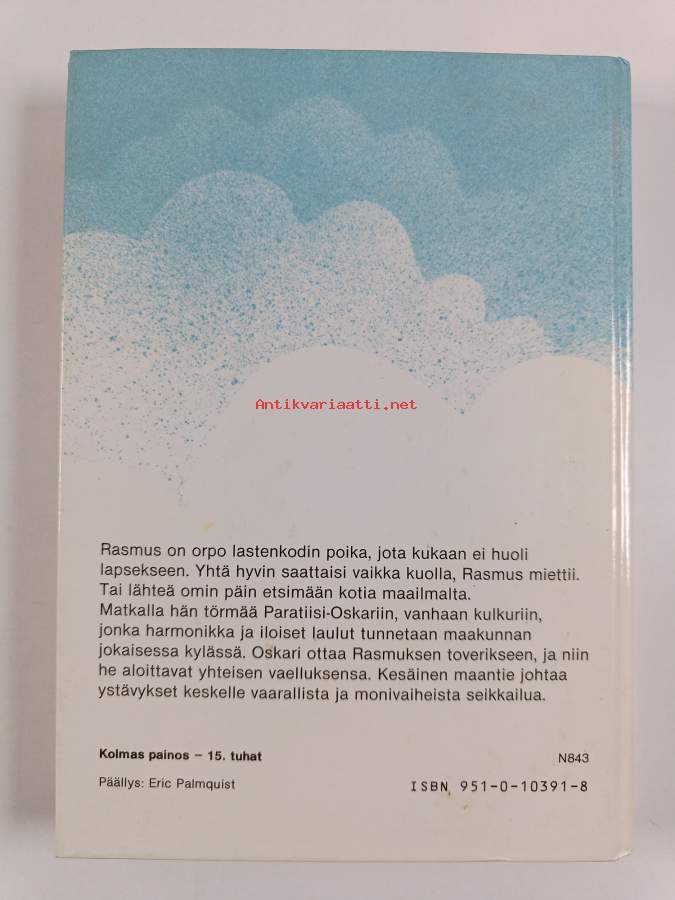 Antikvariaatti.net
Rasmus on orpo lastenkodin poika, jota kukaan ei huoli
lapsekseen. Yhtä hyvin saattaisi vaikka kuolla, Rasmus miettii.
Tai lähteä omin päin etsimään kotia maailmalta.
Matkalla hän törmää Paratiisi-Oskariin, vanhaan kulkuriin,
jonka harmonikka ja iloiset laulut tunnetaan maakunnan
jokaisessa kylässä. Oskari ottaa Rasmuksen toverikseen, ja niin
he aloittavat yhteisen vaelluksensa. Kesäinen maantie johtaa
ystävykset keskelle vaarallista ja monivaiheista seikkailua.
Kolmas painos – 15. tuhat
N843
Päällys: Eric Palmquist
ISBN 951-0-10391-8